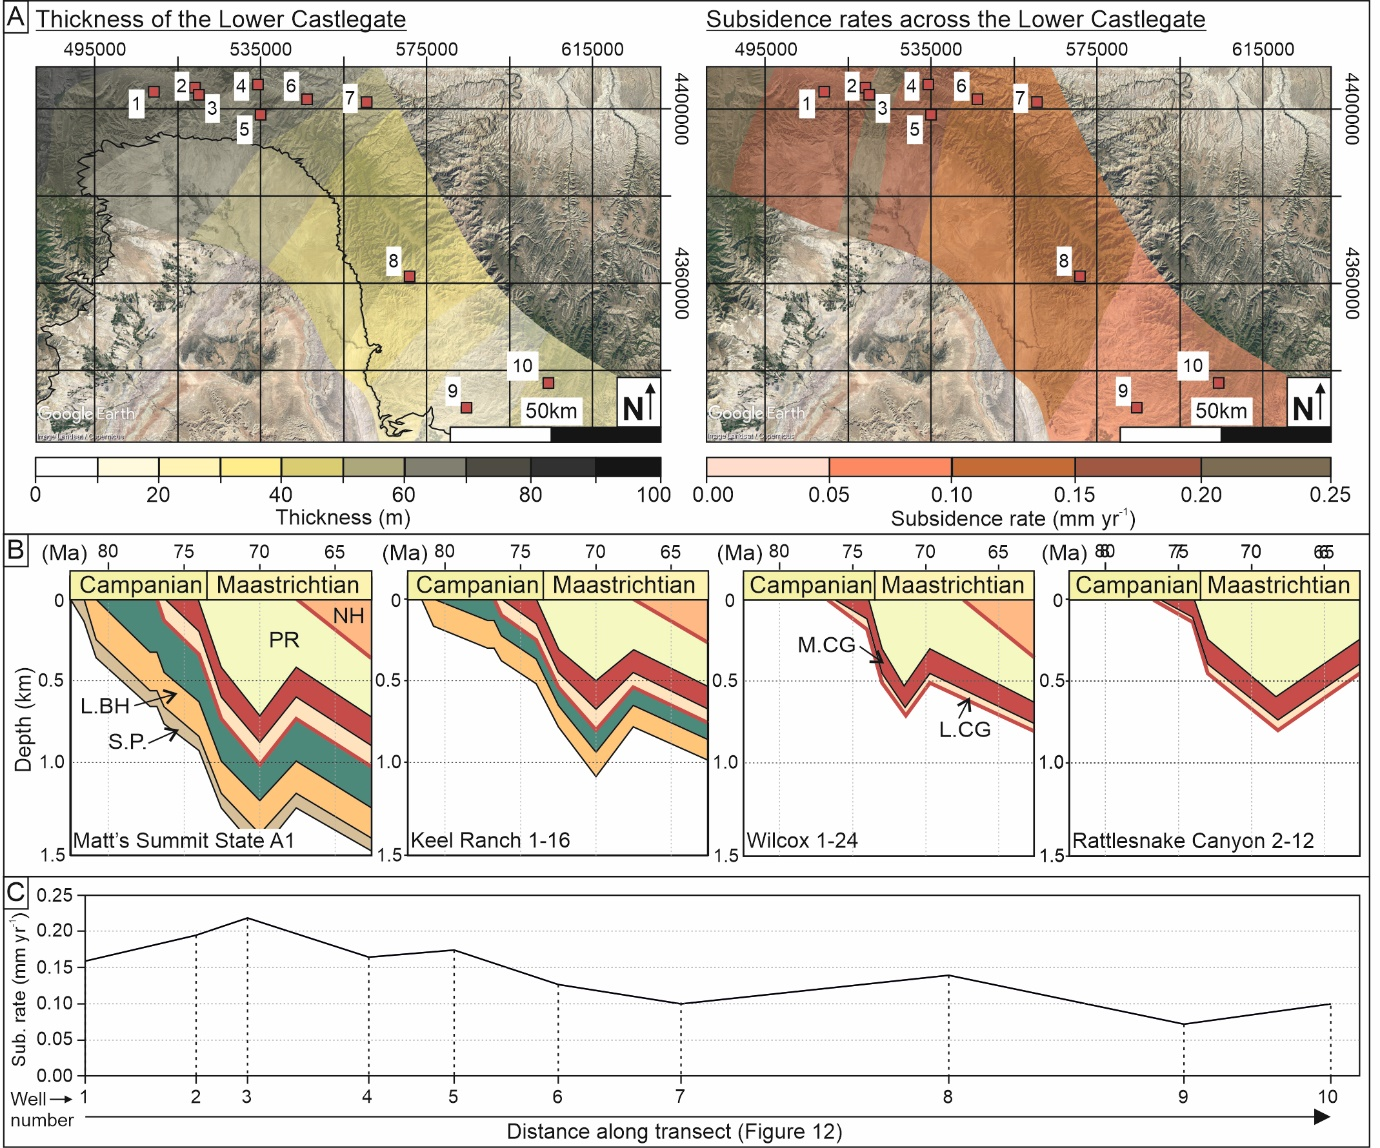 A Thickness of the Lower Castlegate
495000 535000 575000 615000
1 2 3 4 5 6 7 8 9 10
4400000
4360000
Google Earth
Image Landsat / Copernicus
50km N
0 20 40 60 80 100
Thickness (m)
Subsidence rates across the Lower Castlegate
495000 535000 575000 615000
1 2 3 4 5 6 7 8 9 10
4400000
4360000
Google Earth
Image Landsat / Copernicus
50km N
0.00 0.05 0.10 0.15 0.20 0.25
Subsidence rate (mm yr-1)
B (Ma) 80 75 70 65
Campanian Maastrichtian
0
0.5
1.0
1.5
Depth (km)
NH
PR
L.BH
S.P.
Matt's Summit State A1
(Ma) 80 75 70 65
Campanian Maastrichtian
0
0.5
1.0
1.5
Keel Ranch 1-16
(Ma) 80 75 70 65
Campanian Maastrichtian
0
0.5
1.0
1.5
M.CG
L.CG
Wilcox 1-24
(Ma) 80 75 70 65
Campanian Maastrichtian
0
0.5
1.0
1.5
Rattlesnake Canyon 2-12
C
Sub. rate (mm yr-1)
0.25
0.20
0.15
0.10
0.05
0.00
Well → number
1 2 3 4 5 6 7 8 9 10
Distance along transect (Figure 12)